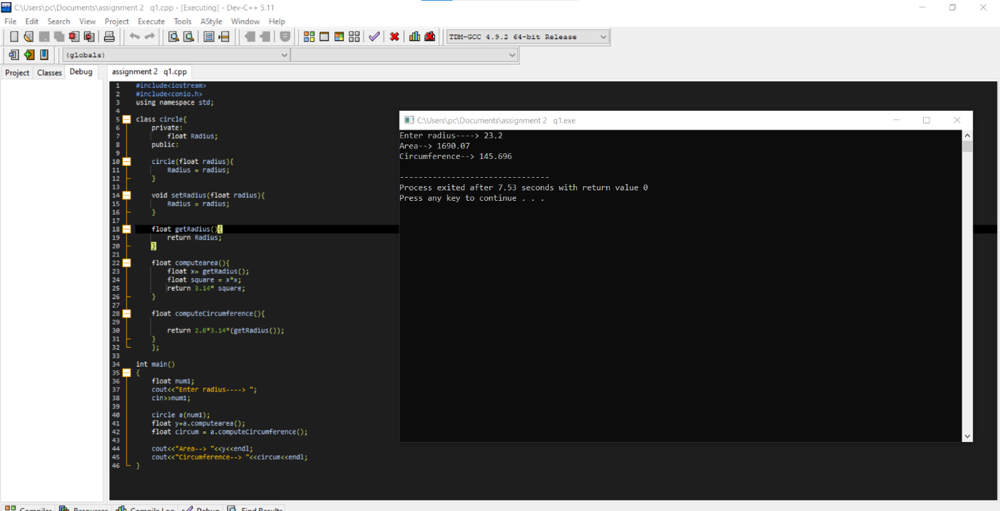 C:\Users\pc\Documents\assignment 2   q1.cpp - [Executing] - Dev-C++ 5.11
File Edit Search View Project Execute Tools AStyle Window Help
TDM-GCC 4.9.2 64-bit Release
(globals)
Project Classes Debug
assignment 2   q1.cpp
1 #include<iostream>
2 #include<conio.h>
3 using namespace std;
4
5 class circle{
6     private:
7         float Radius;
8     public:
9
10     circle(float radius){
11         Radius = radius;
12     }
13
14     void setRadius(float radius){
15         Radius = radius;
16     }
17
18     float getRadius(){
19         return Radius;
20     }
21
22     float computearea(){
23         float x= getRadius();
24         float square = x*x;
25         return 3.14* square;
26     }
27
28     float computeCircumference(){
29
30         return 2.0*3.14*(getRadius());
31     }
32     };
33
34 int main()
35 {
36     float num1;
37     cout<<"Enter radius----> ";
38     cin>>num1;
39
40     circle a(num1);
41     float y=a.computearea();
42     float circum = a.computeCircumference();
43
44     cout<<"Area--> "<<y<<endl;
45     cout<<"Circumference--> "<<circum<<endl;
46 }
C:\Users\pc\Documents\assignment 2   q1.exe
Enter radius----> 23.2
Area--> 1690.07
Circumference--> 145.696
--------------------------------
Process exited after 7.53 seconds with return value 0
Press any key to continue . . .
Compiler Resources Compile Log Debug Find Results